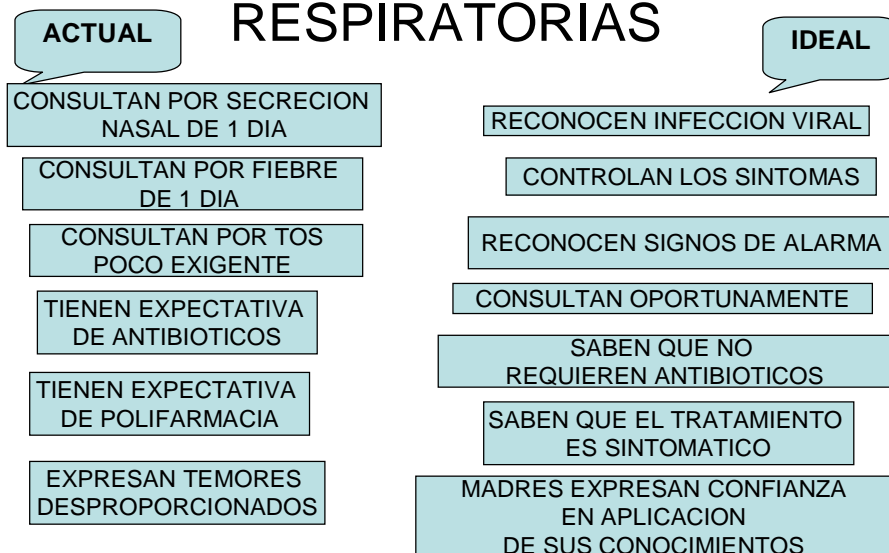 RESPIRATORIAS
ACTUAL
CONSULTAN POR SECRECION
NASAL DE 1 DIA
CONSULTAN POR FIEBRE
DE 1 DIA
CONSULTAN POR TOS
POCO EXIGENTE
TIENEN EXPECTATIVA
DE ANTIBIOTICOS
TIENEN EXPECTATIVA
DE POLIFARMACIA
EXPRESAN TEMORES
DESPROPORCIONADOS
IDEAL
RECONOCEN INFECCION VIRAL
CONTROLAN LOS SINTOMAS
RECONOCEN SIGNOS DE ALARMA
CONSULTAN OPORTUNAMENTE
SABEN QUE NO
REQUIEREN ANTIBIOTICOS
SABEN QUE EL TRATAMIENTO
ES SINTOMATICO
MADRES EXPRESAN CONFIANZA
EN APLICACION
DE SUS CONOCIMIENTOS